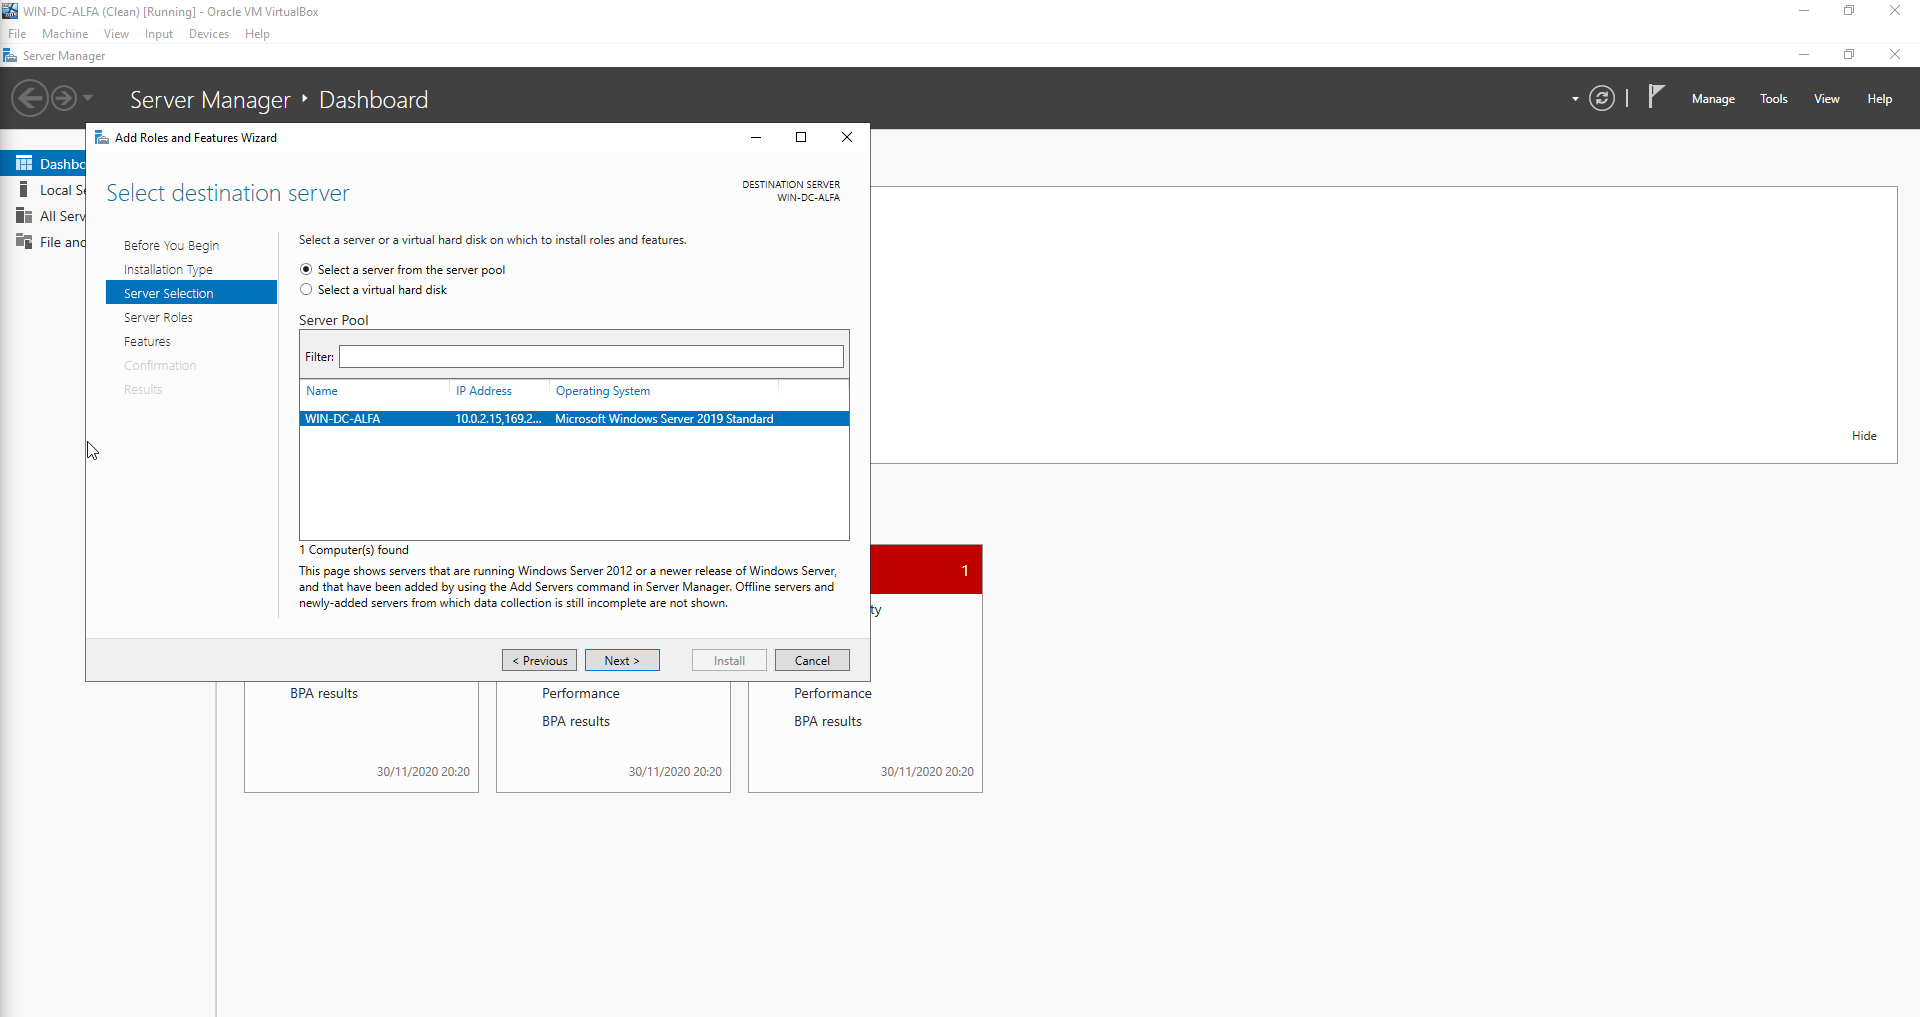 WIN-DC-ALFA (Clean) [Running] - Oracle VM VirtualBox
File Machine View Input Devices Help
Server Manager
Server Manager Dashboard
Manage Tools View Help
Add Roles and Features Wizard
Select destination server
DESTINATION SERVER
WIN-DC-ALFA
Dashbo
Local Se
All Serv
File and
Before You Begin
Installation Type
Server Selection
Server Roles
Features
Confirmation
Results
Select a server or a virtual hard disk on which to install roles and features.
Select a server from the server pool
Select a virtual hard disk
Server Pool
Filter:
Name IP Address Operating System
WIN-DC-ALFA 10.0.2.15,169.2... Microsoft Windows Server 2019 Standard
1 Computer(s) found
This page shows servers that are running Windows Server 2012 or a newer release of Windows Server,
and that have been added by using the Add Servers command in Server Manager. Offline servers and
newly-added servers from which data collection is still incomplete are not shown.
< Previous Next > Install Cancel
Hide
1
ty
BPA results
30/11/2020 20:20
Performance
BPA results
30/11/2020 20:20
Performance
BPA results
30/11/2020 20:20